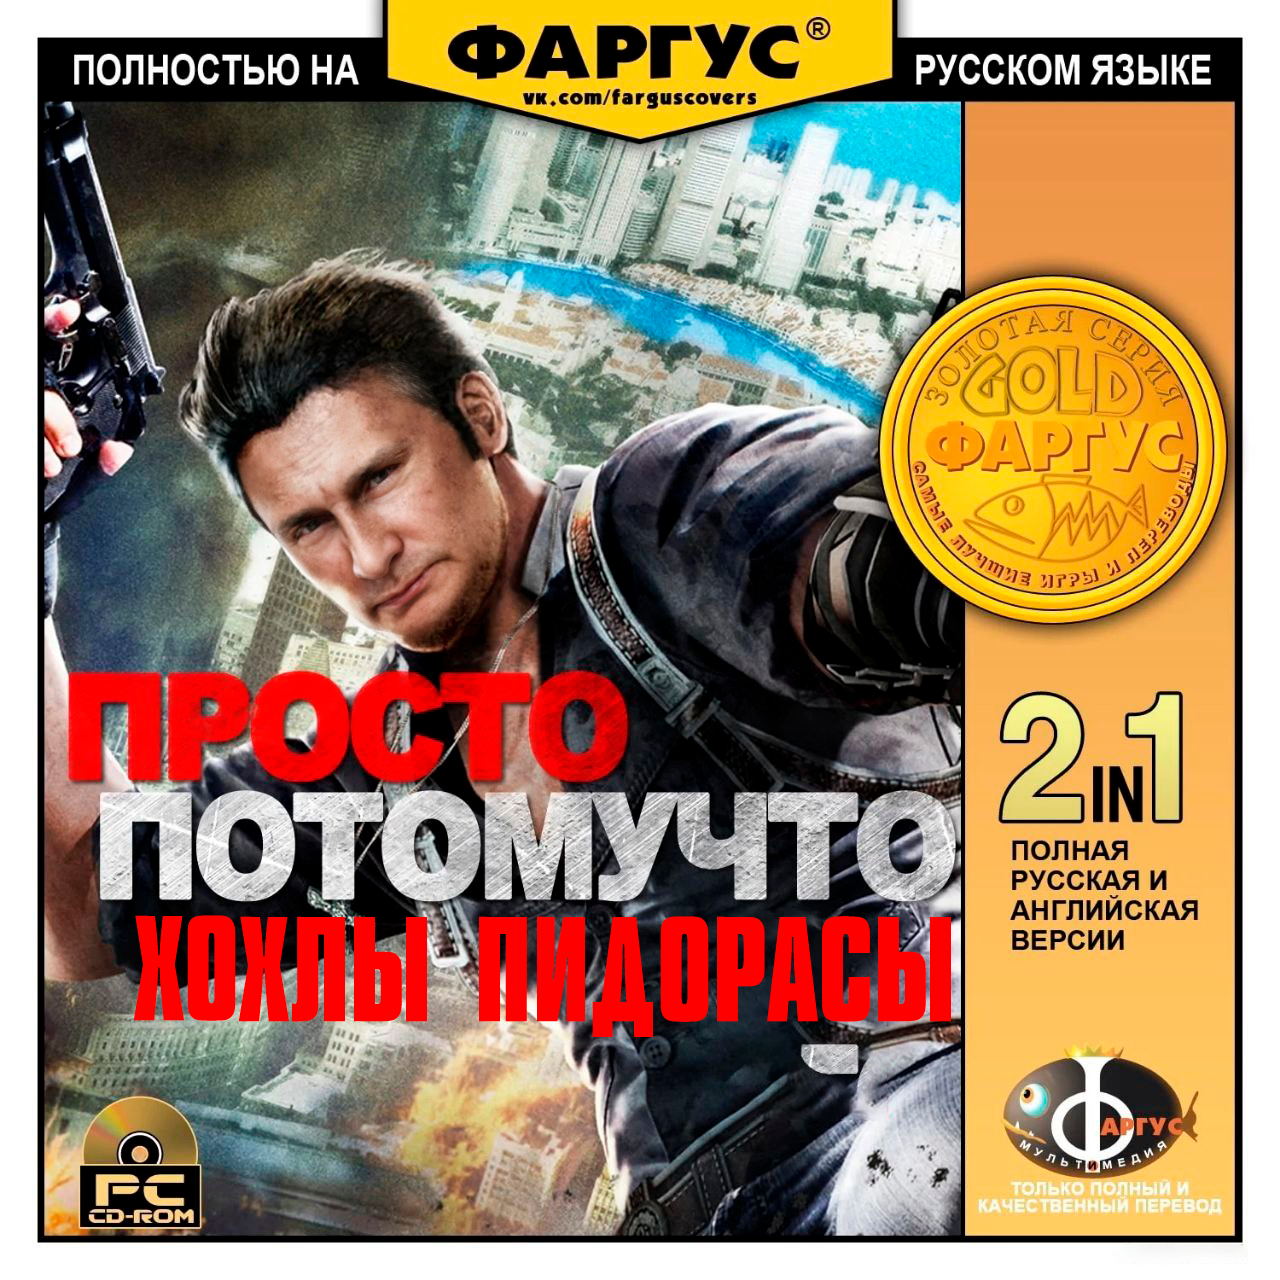 ФАРГУС®
vk.com/farguscovers
ПОЛНОСТЬЮ НА
РУССКОМ ЯЗЫКЕ
ЗОЛОТАЯ СЕРИЯ
GOLD
ФАРГУС
САМЫЕ ЛУЧШИЕ ИГРЫ И ПЕРЕВОДЫ
ПРОСТО
ПОТОМУЧТО
ХОХЛЫ ПИДОРАСЫ
2IN1
ПОЛНАЯ
РУССКАЯ И
АНГЛИЙСКАЯ
ВЕРСИИ
ФАРГУС
МУЛЬТИМЕДИЯ
ТОЛЬКО ПОЛНЫЙ И
КАЧЕСТВЕННЫЙ ПЕРЕВОД
PC
CD-ROM